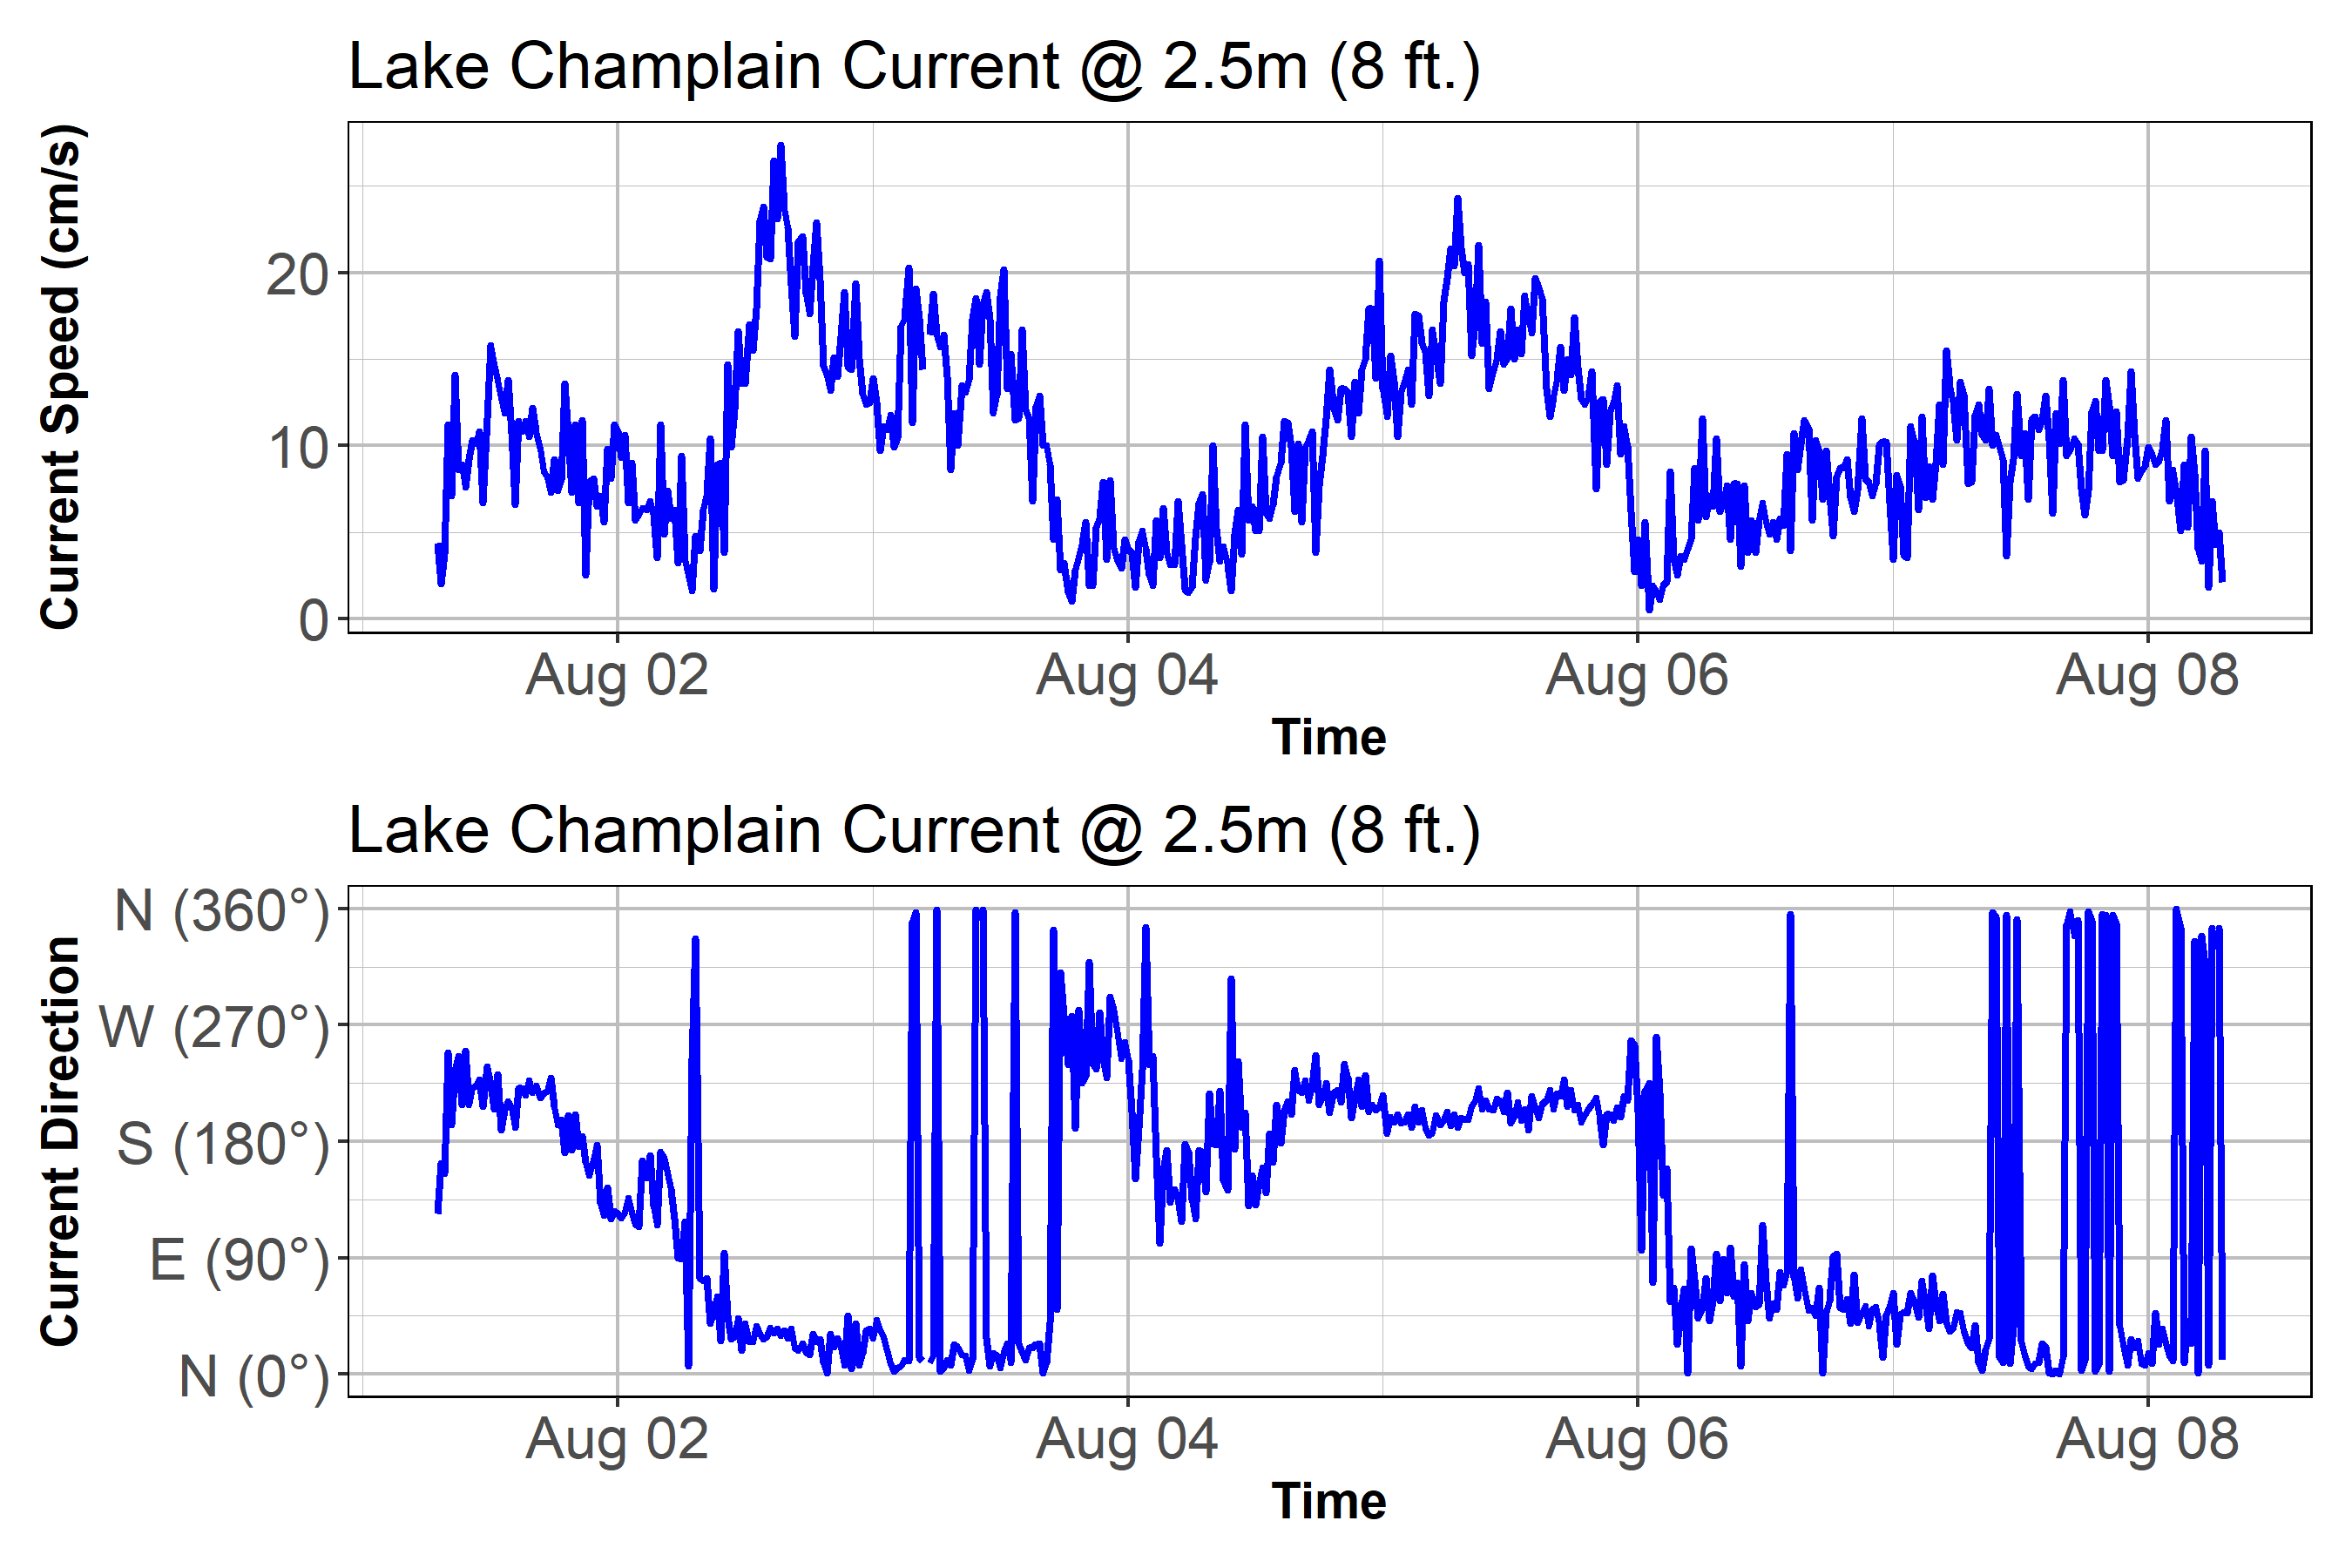 Lake Champlain Current @ 2.5m (8 ft.)
Current Speed (cm/s)
20
10
0
Aug 02 Aug 04 Aug 06 Aug 08
Time
Lake Champlain Current @ 2.5m (8 ft.)
Current Direction
N (360°)
W (270°)
S (180°)
E (90°)
N (0°)
Aug 02 Aug 04 Aug 06 Aug 08
Time